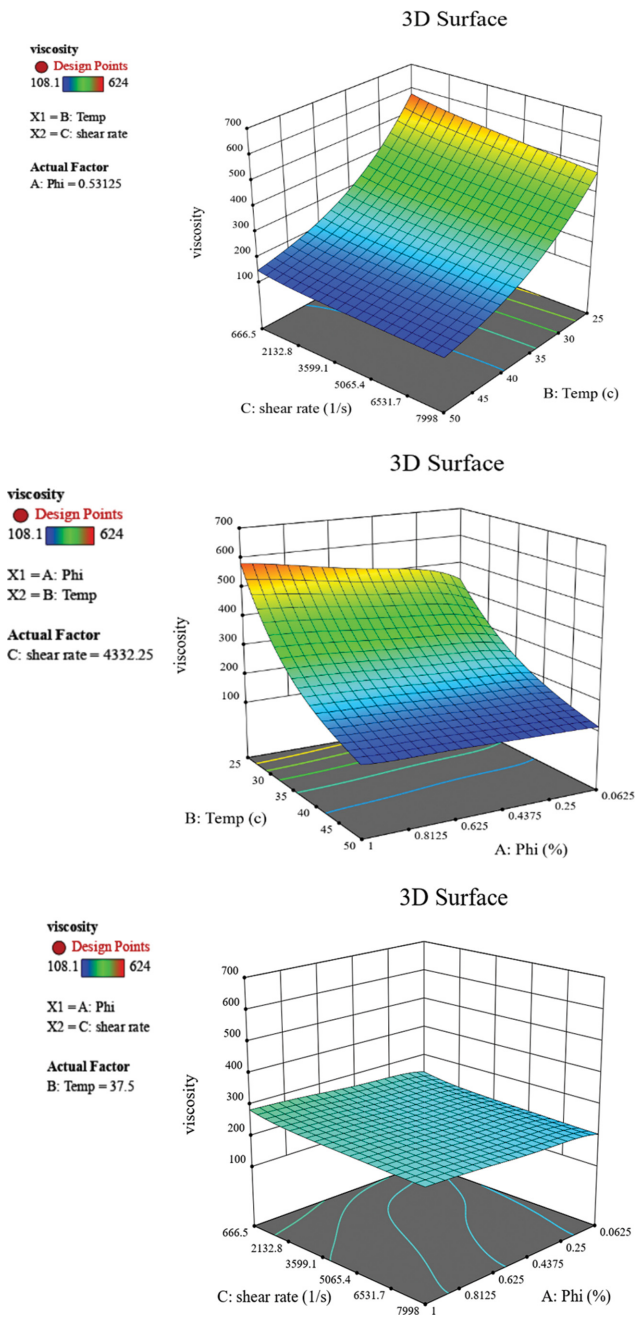 3D Surface
viscosity
Design Points
108.1 624
X1 = B: Temp
X2 = C: shear rate
Actual Factor
A: Phi = 0.53125
700
600
500
400
300
200
100
viscosity
666.5
2132.8
3599.1
5065.4
6531.7
7998
C: shear rate (1/s)
25
30
35
40
45
50
B: Temp (c)
3D Surface
viscosity
Design Points
108.1 624
X1 = A: Phi
X2 = B: Temp
Actual Factor
C: shear rate = 4332.25
700
600
500
400
300
200
100
viscosity
25
30
35
40
45
50
B: Temp (c)
0.0625
0.25
0.4375
0.625
0.8125
1
A: Phi (%)
3D Surface
viscosity
Design Points
108.1 624
X1 = A: Phi
X2 = C: shear rate
Actual Factor
B: Temp = 37.5
700
600
500
400
300
200
100
viscosity
666.5
2132.8
3599.1
5065.4
6531.7
7998
C: shear rate (1/s)
0.0625
0.25
0.4375
0.625
0.8125
1
A: Phi (%)